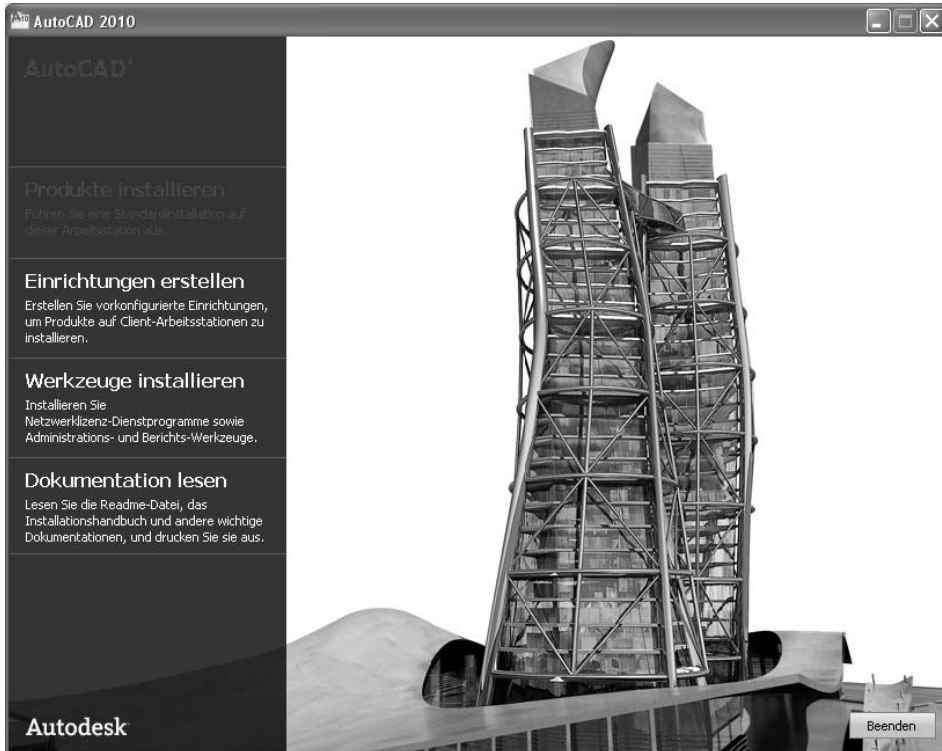 AutoCAD 2010
AutoCAD®
Produkte installieren
Führen Sie eine Standardinstallation auf
dieser Arbeitsstation aus.
Einrichtungen erstellen
Erstellen Sie vorkonfigurierte Einrichtungen,
um Produkte auf Client-Arbeitsstationen zu
installieren.
Werkzeuge installieren
Installieren Sie
Netzwerklizenz-Dienstprogramme sowie
Administrations- und Berichts-Werkzeuge.
Dokumentation lesen
Lesen Sie die Readme-Datei, das
Installationshandbuch und andere wichtige
Dokumentationen, und drucken Sie sie aus.
Autodesk
Beenden